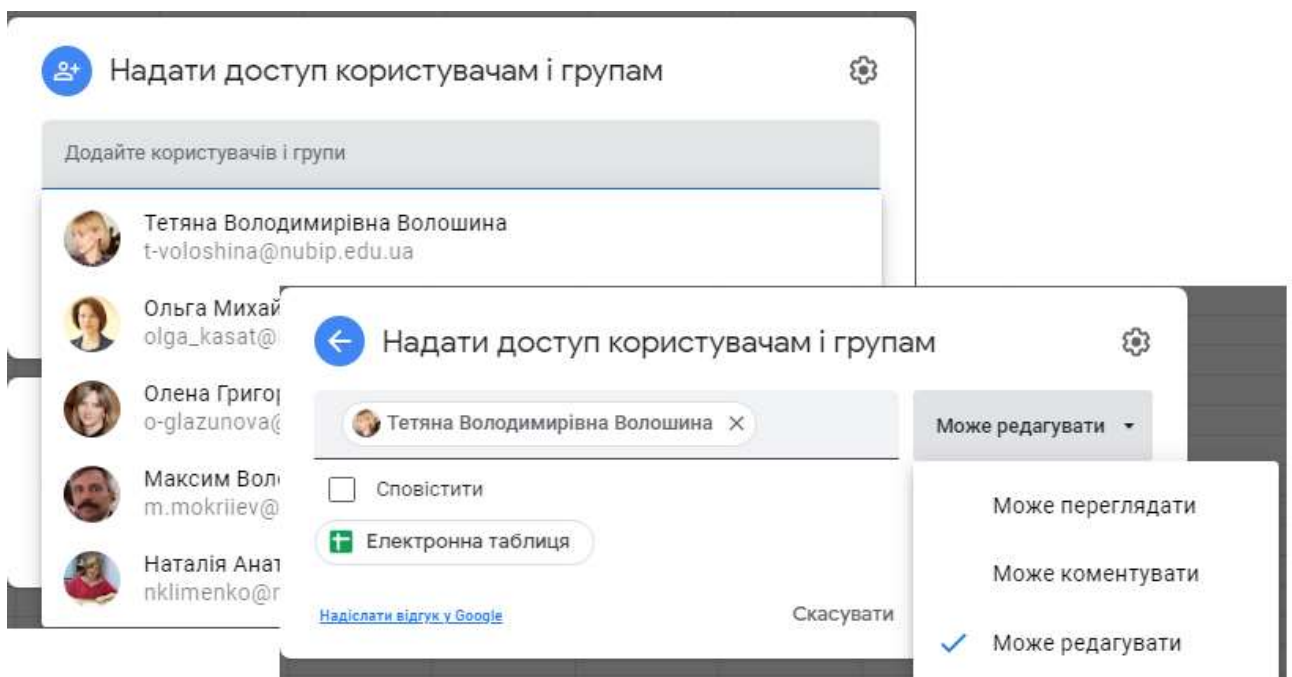 Надати доступ користувачам і групам
Додайте користувачів і групи
Тетяна Володимирівна Волошина
t-voloshina@nubip.edu.ua
Ольга Михай
olga_kasat@
Олена Григор
o-glazunova@
Максим Воло
m.mokriiev@
Наталія Анат
nklimenko@n
Надати доступ користувачам і групам
Тетяна Володимирівна Волошина
Може редагувати
Сповістити
Електронна таблиця
Надіслати відгук у Google
Скасувати
Може переглядати
Може коментувати
Може редагувати